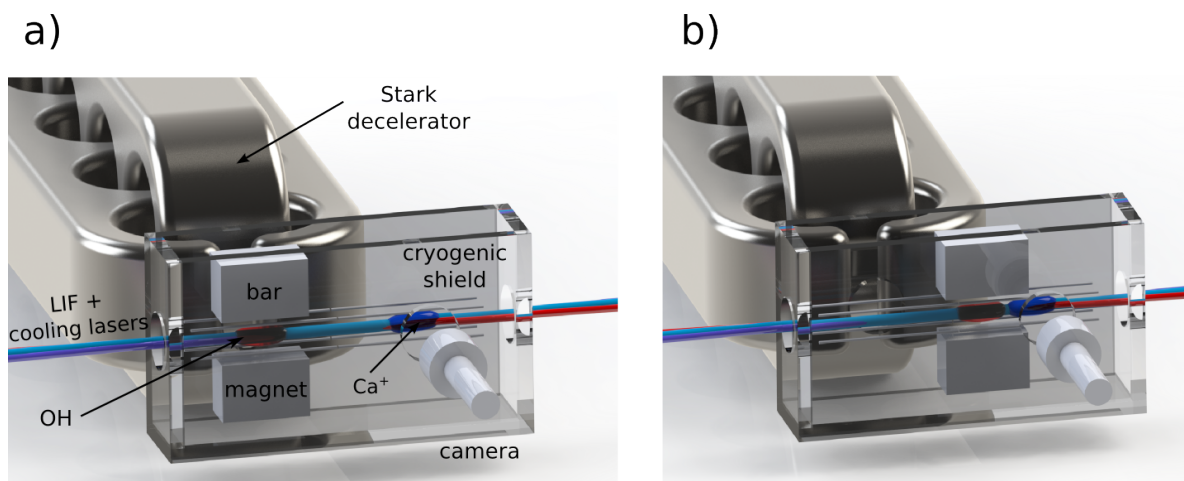 a)
b)
Stark
decelerator
cryogenic
shield
bar
LIF +
cooling lasers
magnet
Ca⁺
OH
camera